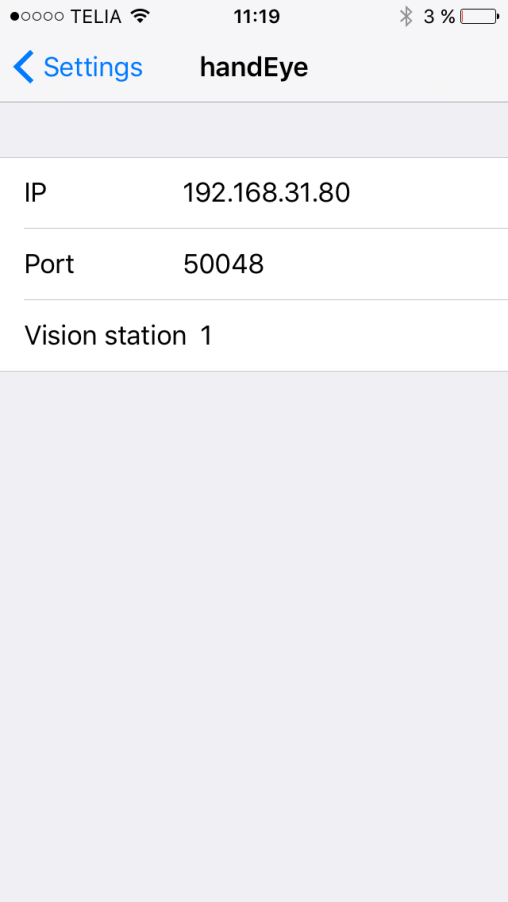 TELIA 11:19 3 %
Settings handEye
IP 192.168.31.80
Port 50048
Vision station 1